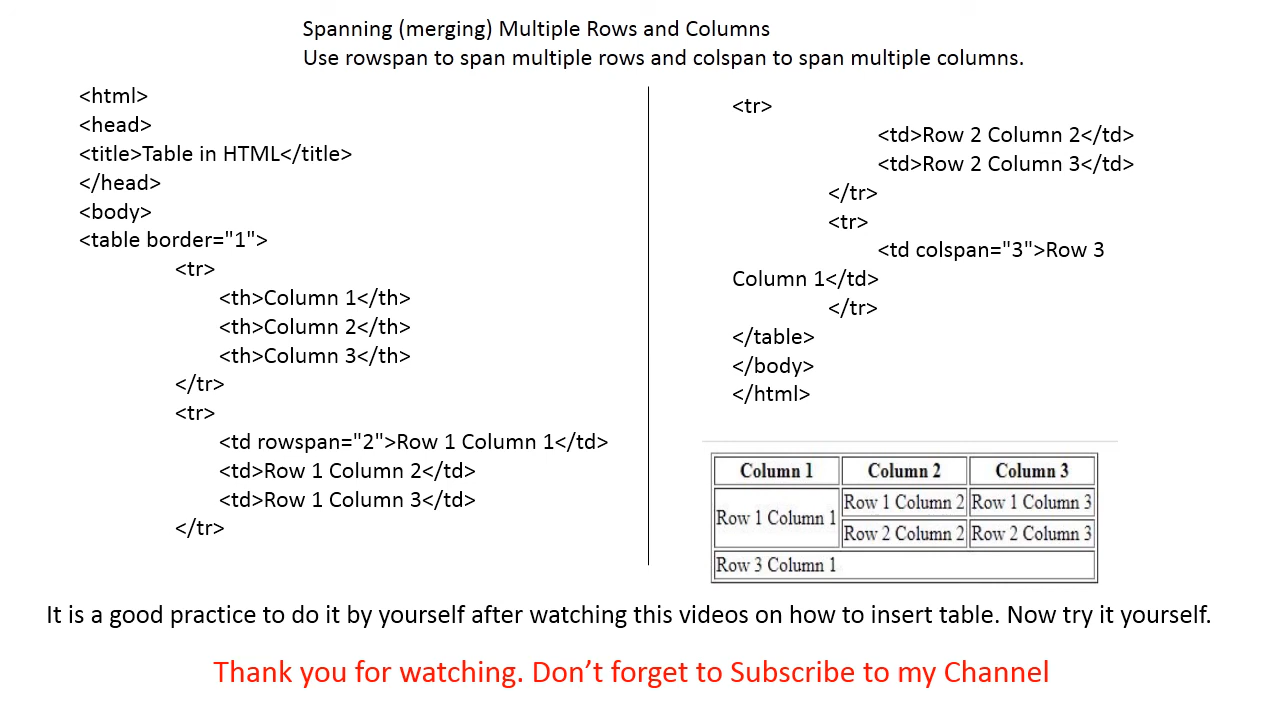 Spanning (merging) Multiple Rows and Columns
Use rowspan to span multiple rows and colspan to span multiple columns.
<html>
<head>
<title>Table in HTML</title>
</head>
<body>
<table border="1">
<tr>
<th>Column 1</th>
<th>Column 2</th>
<th>Column 3</th>
</tr>
<tr>
<td rowspan="2">Row 1 Column 1</td>
<td>Row 1 Column 2</td>
<td>Row 1 Column 3</td>
</tr>
<tr>
<td>Row 2 Column 2</td>
<td>Row 2 Column 3</td>
</tr>
<tr>
<td colspan="3">Row 3
Column 1</td>
</tr>
</table>
</body>
</html>
Column 1 Column 2 Column 3
Row 1 Column 1 Row 1 Column 2 Row 1 Column 3
Row 2 Column 2 Row 2 Column 3
Row 3 Column 1
It is a good practice to do it by yourself after watching this videos on how to insert table. Now try it yourself.
Thank you for watching. Don’t forget to Subscribe to my Channel